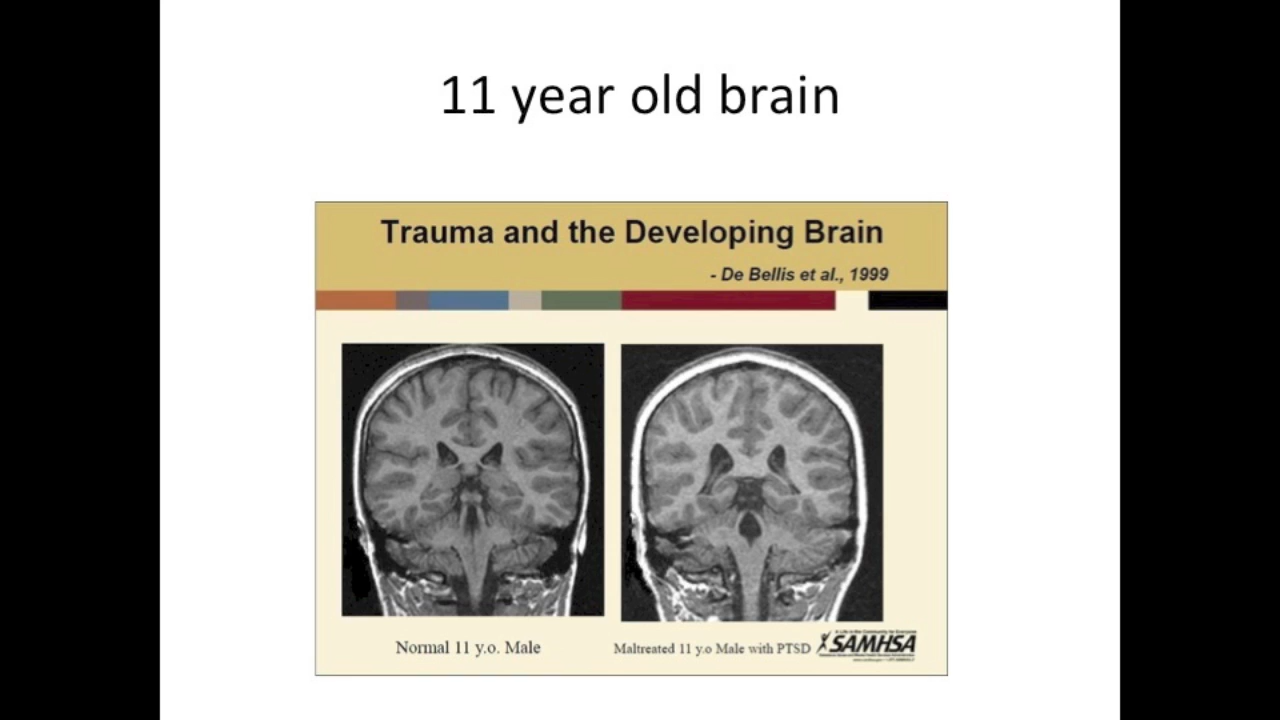 11 year old brain
Trauma and the Developing Brain
- De Bellis et al., 1999
Normal 11 y.o. Male
Maltreated 11 y.o Male with PTSD
SAMHSA